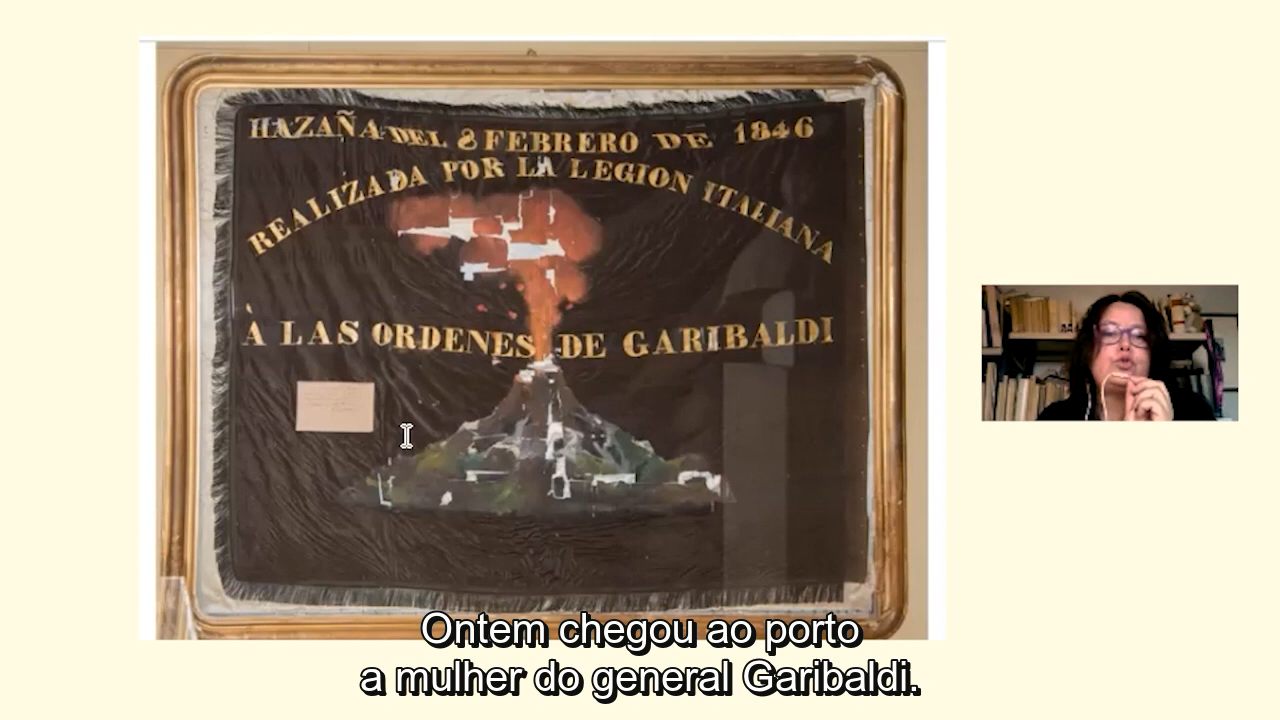 HAZAÑA DEL 8 FEBRERO DE 1846
REALIZADA POR LA LEGION ITALIANA
À LAS ORDENES DE GARIBALDI
Ontem chegou ao porto
a mulher do general Garibaldi.